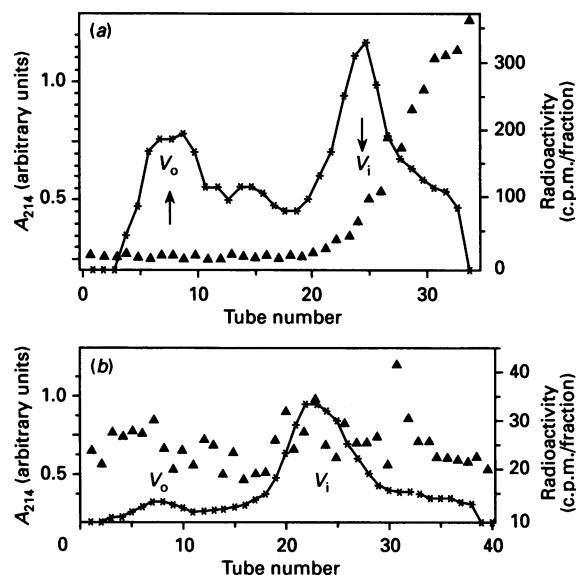 (a)
A214 (arbitrary units)
1.0
0.5
Vo
Vi
300
200
100
0
Radioactivity
(c.p.m./fraction)
0
10
20
30
Tube number
(b)
A214 (arbitrary units)
1.0
0.5
Vo
Vi
40
30
20
10
Radioactivity
(c.p.m./fraction)
0
10
20
30
40
Tube number